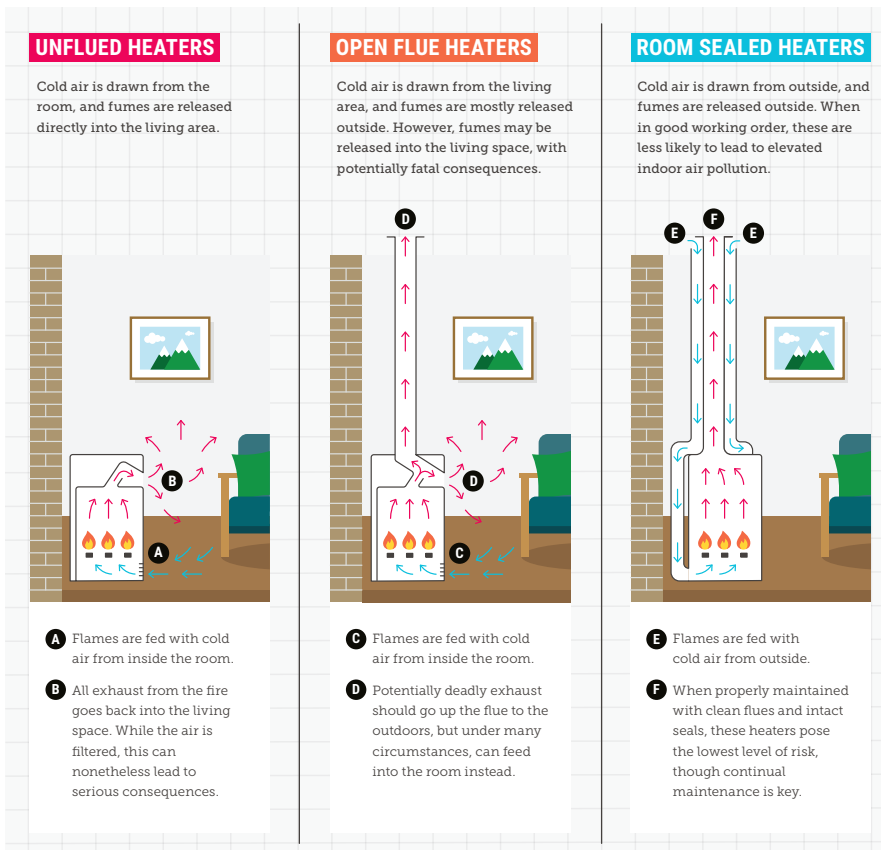 UNFLUED HEATERS
Cold air is drawn from the
room, and fumes are released
directly into the living area.
B
A
A Flames are fed with cold
air from inside the room.
B All exhaust from the fire
goes back into the living
space. While the air is
filtered, this can
nonetheless lead to
serious consequences.
OPEN FLUE HEATERS
Cold air is drawn from the living
area, and fumes are mostly released
outside. However, fumes may be
released into the living space, with
potentially fatal consequences.
D
D
C
C Flames are fed with cold
air from inside the room.
D Potentially deadly exhaust
should go up the flue to the
outdoors, but under many
circumstances, can feed
into the room instead.
ROOM SEALED HEATERS
Cold air is drawn from outside, and
fumes are released outside. When
in good working order, these are
less likely to lead to elevated
indoor air pollution.
E F E
E Flames are fed with
cold air from outside.
F When properly maintained
with clean flues and intact
seals, these heaters pose
the lowest level of risk,
though continual
maintenance is key.